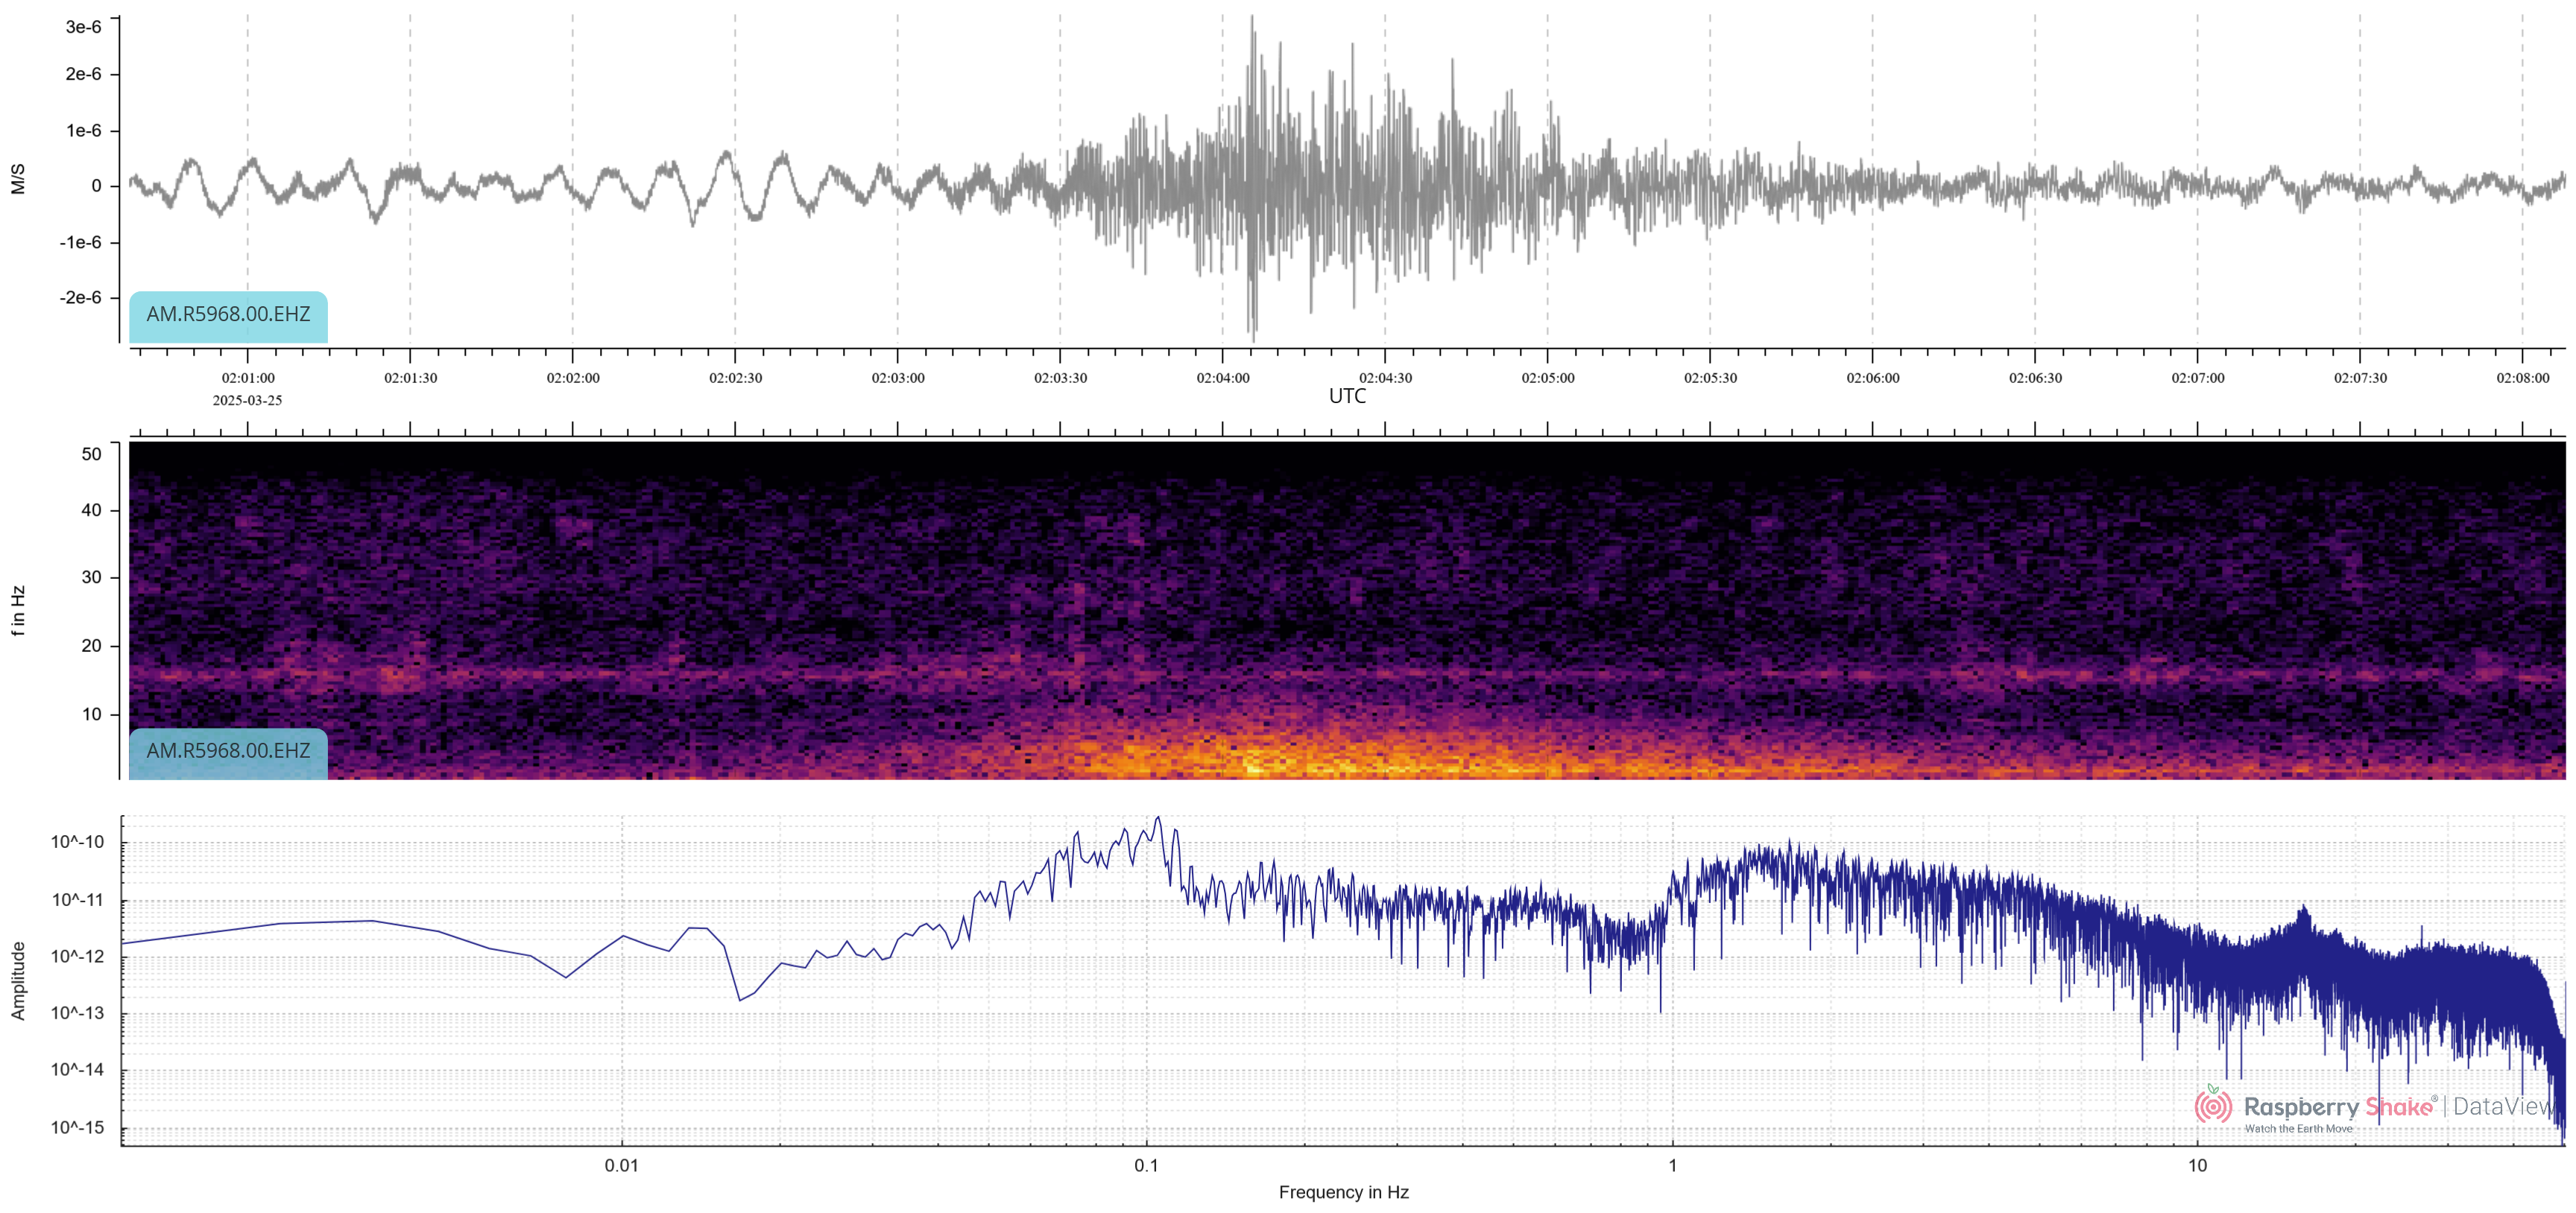 3e-6
2e-6
1e-6
0
-1e-6
-2e-6
M/S
AM.R5968.00.EHZ
02:01:00 02:01:30 02:02:00 02:02:30 02:03:00 02:03:30 02:04:00 02:04:30 02:05:00 02:05:30 02:06:00 02:06:30 02:07:00 02:07:30 02:08:00
2025-03-25
UTC
50
40
30
20
10
f in Hz
AM.R5968.00.EHZ
10^-10
10^-11
10^-12
10^-13
10^-14
10^-15
Amplitude
Raspberry Shake® | DataView
Watch the Earth Move
0.01 0.1 1 10
Frequency in Hz